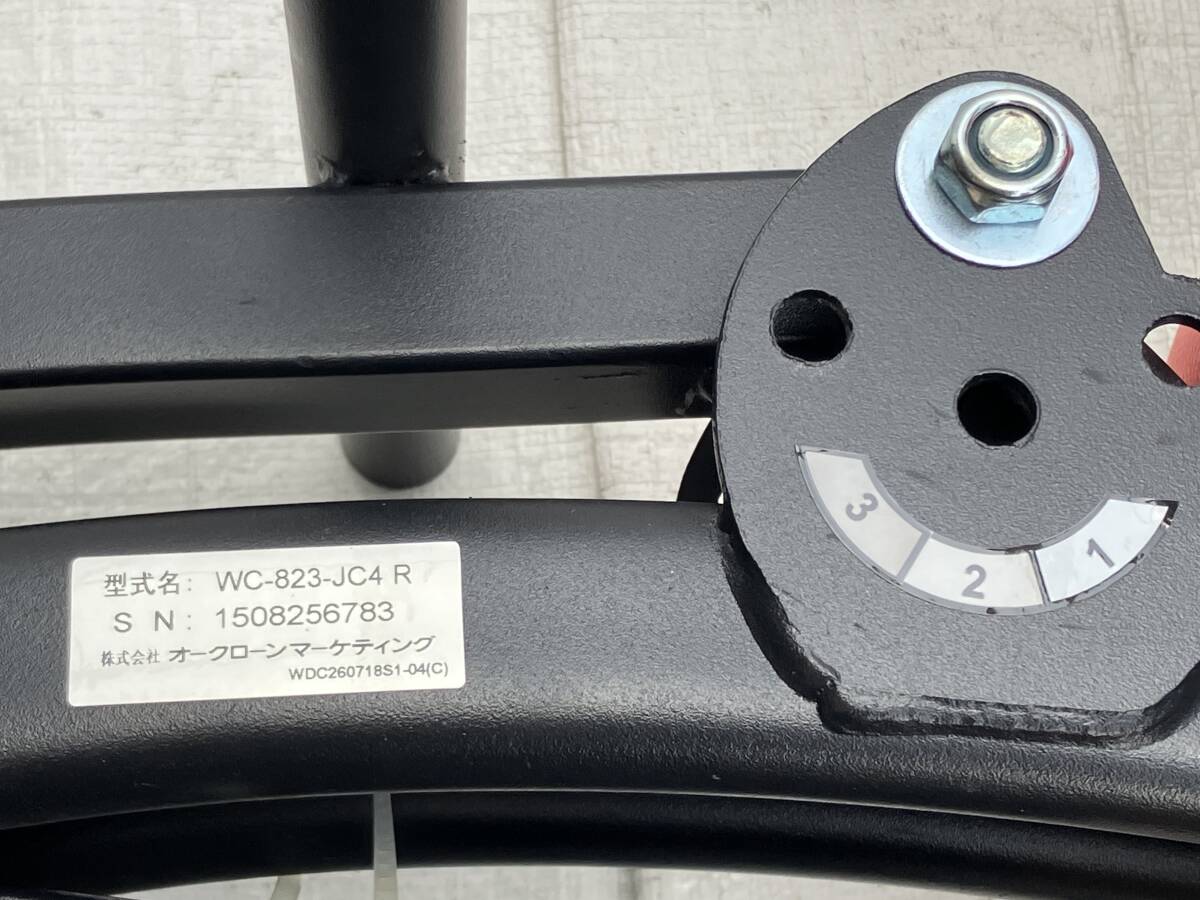 型式名: WC-823-JC4 R
S N: 1508256783
株式会社 オークローンマーケティング
WDC260718S1-04(C)
3
2
1